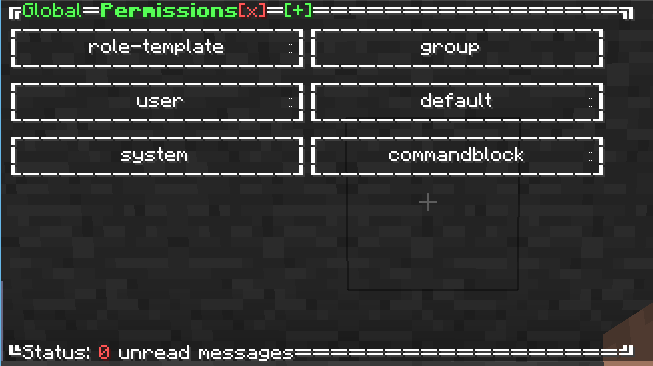 ╔Global═Permissions[x]═[+]══════════════════════╗
role-template :
group
user :
default :
system
commandblock :
╚Status: 0 unread messages════════════════════════╝